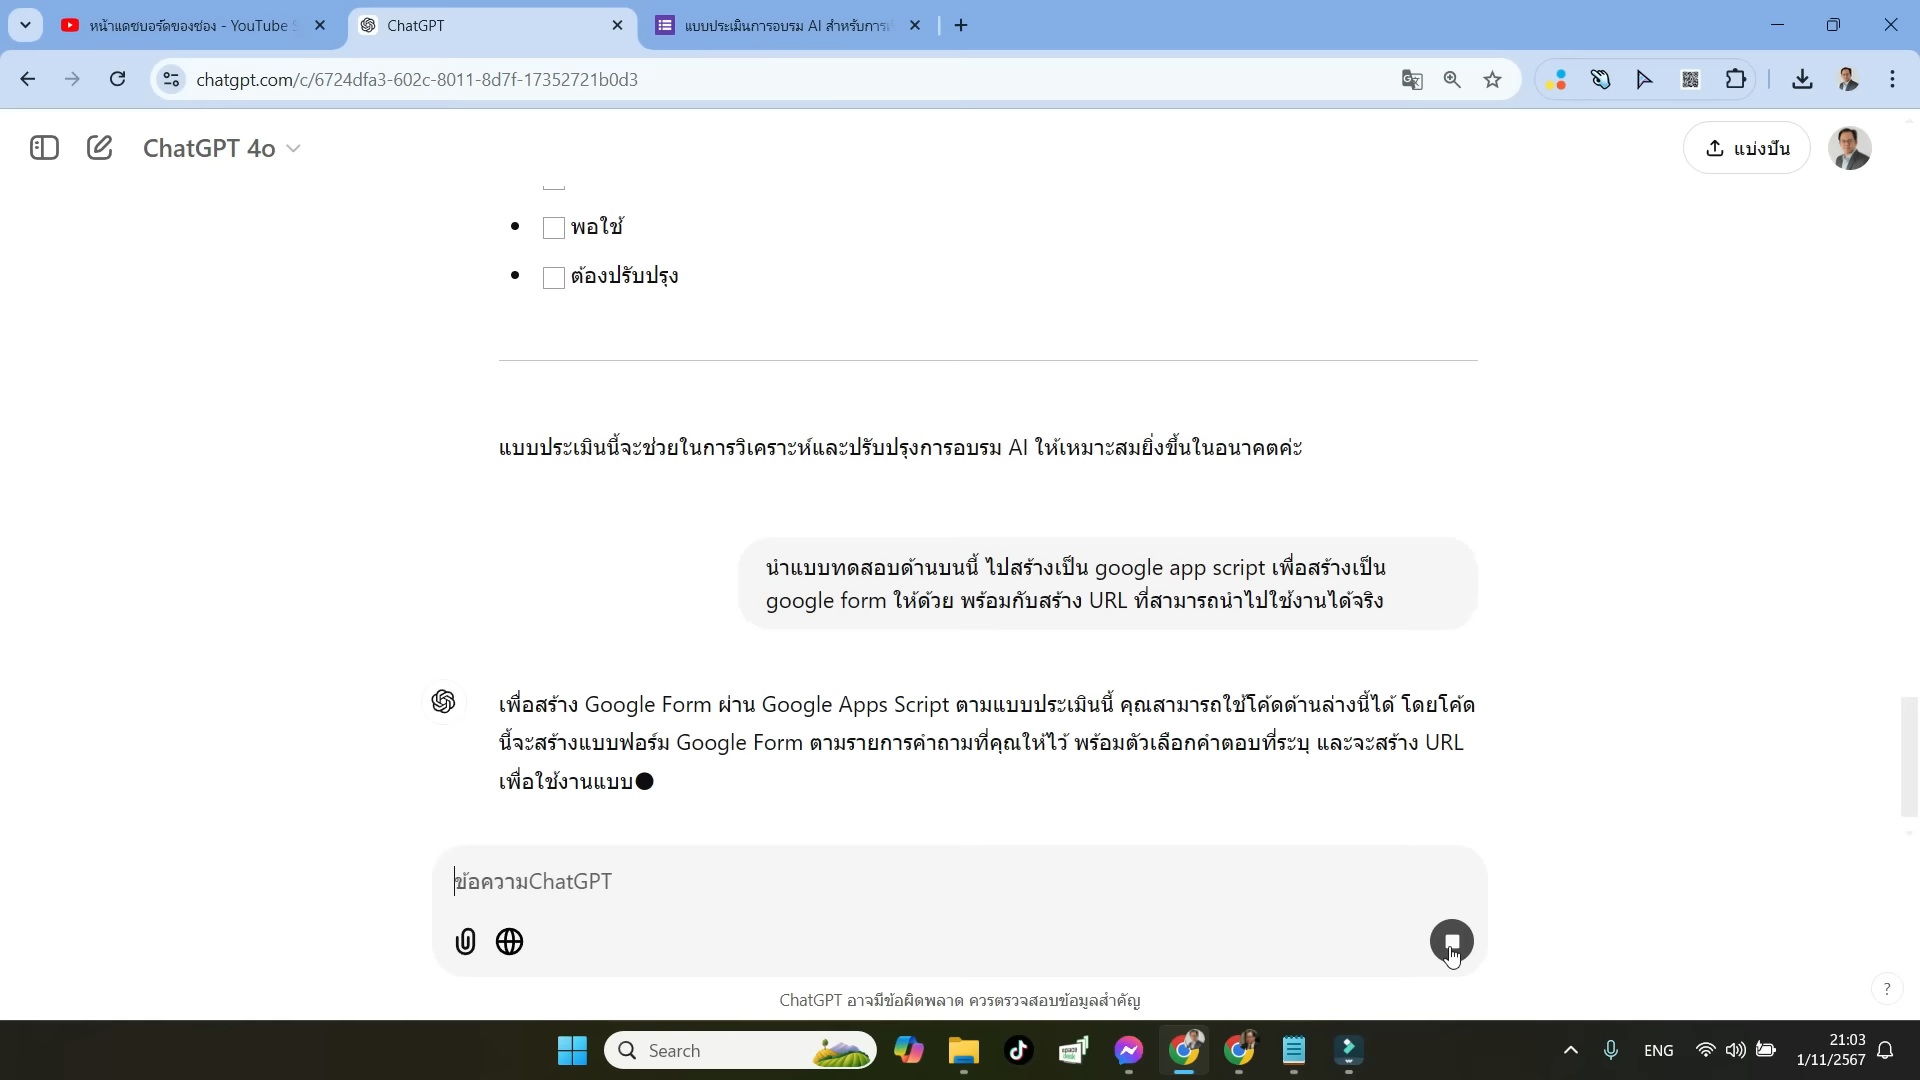 หน้าแดชบอร์ดของช่อง - YouTube S
ChatGPT
แบบประเมินการอบรม AI สำหรับการเ
chatgpt.com/c/6724dfa3-602c-8011-8d7f-17352721b0d3
ChatGPT 4o
แบ่งปัน
พอใช้
ต้องปรับปรุง
แบบประเมินนี้จะช่วยในการวิเคราะห์และปรับปรุงการอบรม AI ให้เหมาะสมยิ่งขึ้นในอนาคตค่ะ
นำแบบทดสอบด้านบนนี้ ไปสร้างเป็น google app script เพื่อสร้างเป็น
google form ให้ด้วย พร้อมกับสร้าง URL ที่สามารถนำไปใช้งานได้จริง
เพื่อสร้าง Google Form ผ่าน Google Apps Script ตามแบบประเมินนี้ คุณสามารถใช้โค้ดด้านล่างนี้ได้ โดยโค้ด
นี้จะสร้างแบบฟอร์ม Google Form ตามรายการคำถามที่คุณให้ไว้ พร้อมตัวเลือกคำตอบที่ระบุ และจะสร้าง URL
เพื่อใช้งานแบบ
ข้อความChatGPT
ChatGPT อาจมีข้อผิดพลาด ควรตรวจสอบข้อมูลสำคัญ
?
Search
ENG
21:03
1/11/2567